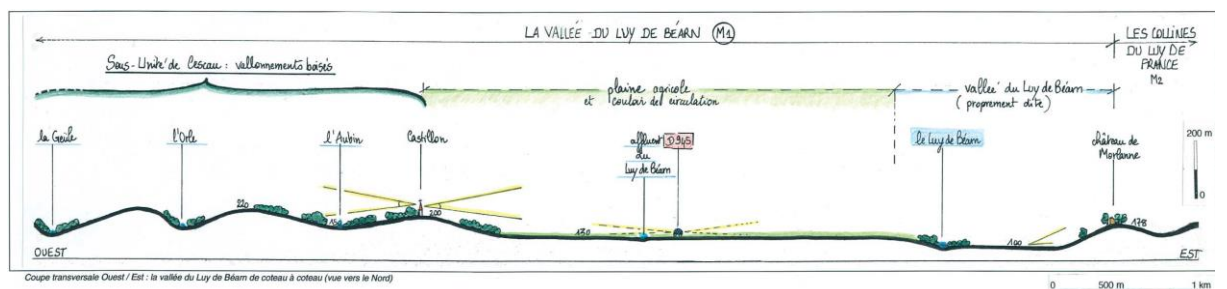 LA VALLÉE DU LUY DE BÉARN M1
LES COLLINES
DU LUY DE
FRANCE
M2
Sous-Unité de Cescau : vallonnements boisés
plaine agricole
et couloir de circulation
vallée du Luy de Béarn
(proprement dite)
la Geüle
l'Orle
l'Aubin
Castillon
affluent
du
Luy de Béarn
D945
le Luy de Béarn
château de
Morlanne
200 m
0
220
200
130
100
178
OUEST
EST
Coupe transversale Ouest / Est : la vallée du Luy de Béarn de coteau à coteau (vue vers le Nord)
0 500 m 1 km